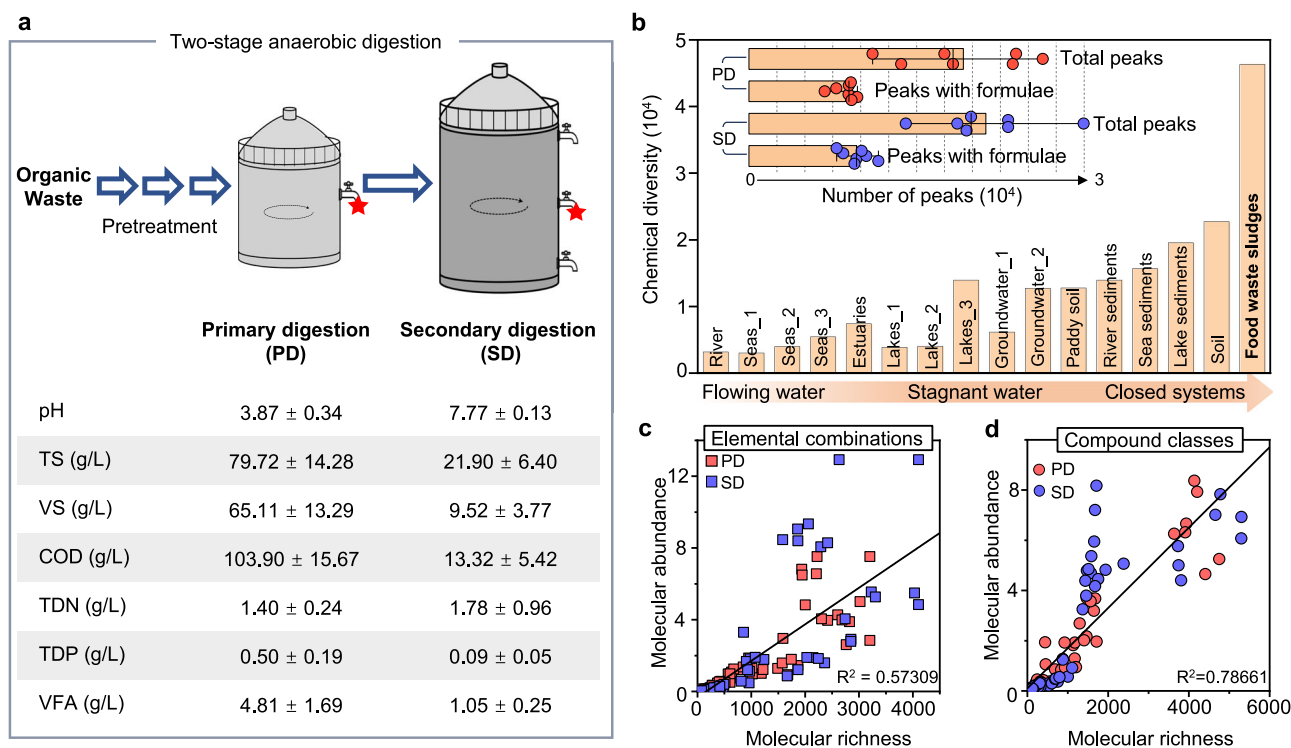 a
Two-stage anaerobic digestion
Organic
Waste
Pretreatment
Primary digestion
(PD)
Secondary digestion
(SD)
pH 3.87 ± 0.34 7.77 ± 0.13
TS (g/L) 79.72 ± 14.28 21.90 ± 6.40
VS (g/L) 65.11 ± 13.29 9.52 ± 3.77
COD (g/L) 103.90 ± 15.67 13.32 ± 5.42
TDN (g/L) 1.40 ± 0.24 1.78 ± 0.96
TDP (g/L) 0.50 ± 0.19 0.09 ± 0.05
VFA (g/L) 4.81 ± 1.69 1.05 ± 0.25
b
Chemical diversity (10⁴)
5
4
3
2
1
0
PD
Total peaks
Peaks with formulae
SD
Total peaks
Peaks with formulae
0
3
Number of peaks (10⁴)
River
Seas_1
Seas_2
Seas_3
Estuaries
Lakes_1
Lakes_2
Lakes_3
Groundwater_1
Groundwater_2
Paddy soil
River sediments
Sea sediments
Lake sediments
Soil
Food waste sludges
Flowing water
Stagnant water
Closed systems
c
Elemental combinations
PD
SD
Molecular abundance
12
8
4
0
R² = 0.57309
0 1000 2000 3000 4000
Molecular richness
d
Compound classes
PD
SD
Molecular abundance
8
4
0
R²=0.78661
0 2000 4000 6000
Molecular richness